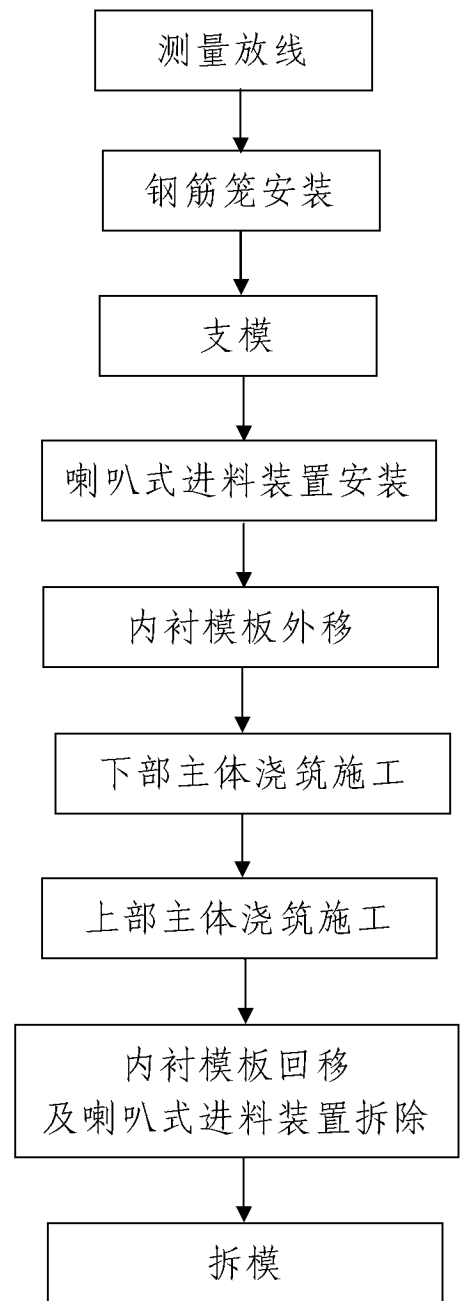 测量放线
钢筋笼安装
支模
喇叭式进料装置安装
内衬模板外移
下部主体浇筑施工
上部主体浇筑施工
内衬模板回移
及喇叭式进料装置拆除
拆模